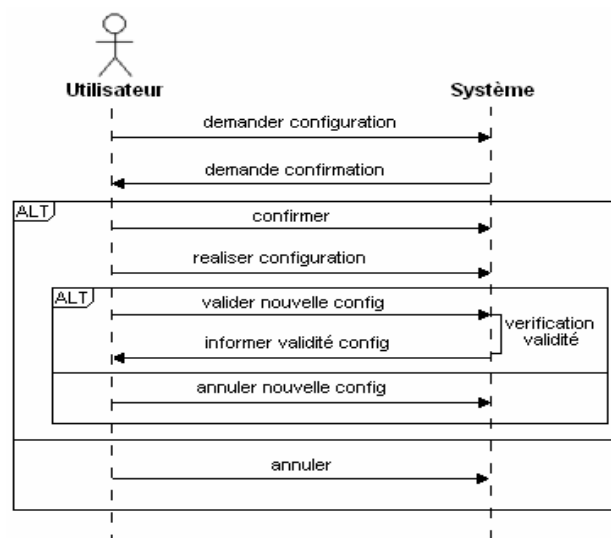 Utilisateur
Système
demander configuration
demande confirmation
ALT
confirmer
realiser configuration
ALT
valider nouvelle config
verification
validité
informer validité config
annuler nouvelle config
annuler